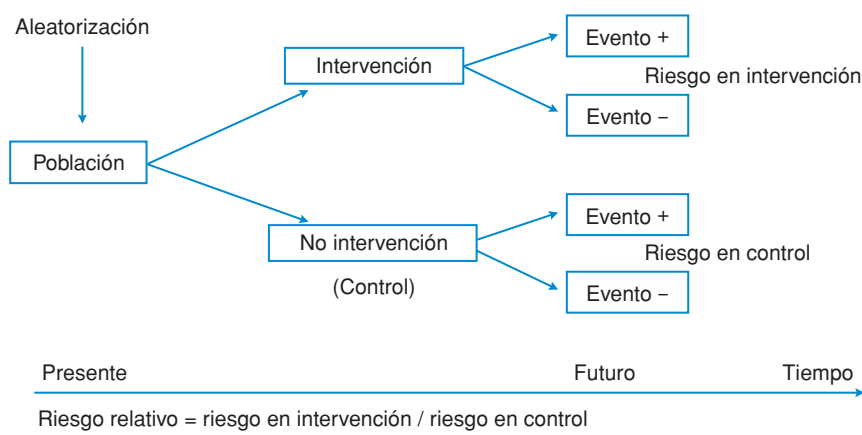 Aleatorización
Evento +
Intervención
Riesgo en intervención
Evento −
Población
Evento +
No intervención
Riesgo en control
(Control)
Evento −
Presente
Futuro
Tiempo
Riesgo relativo = riesgo en intervención / riesgo en control